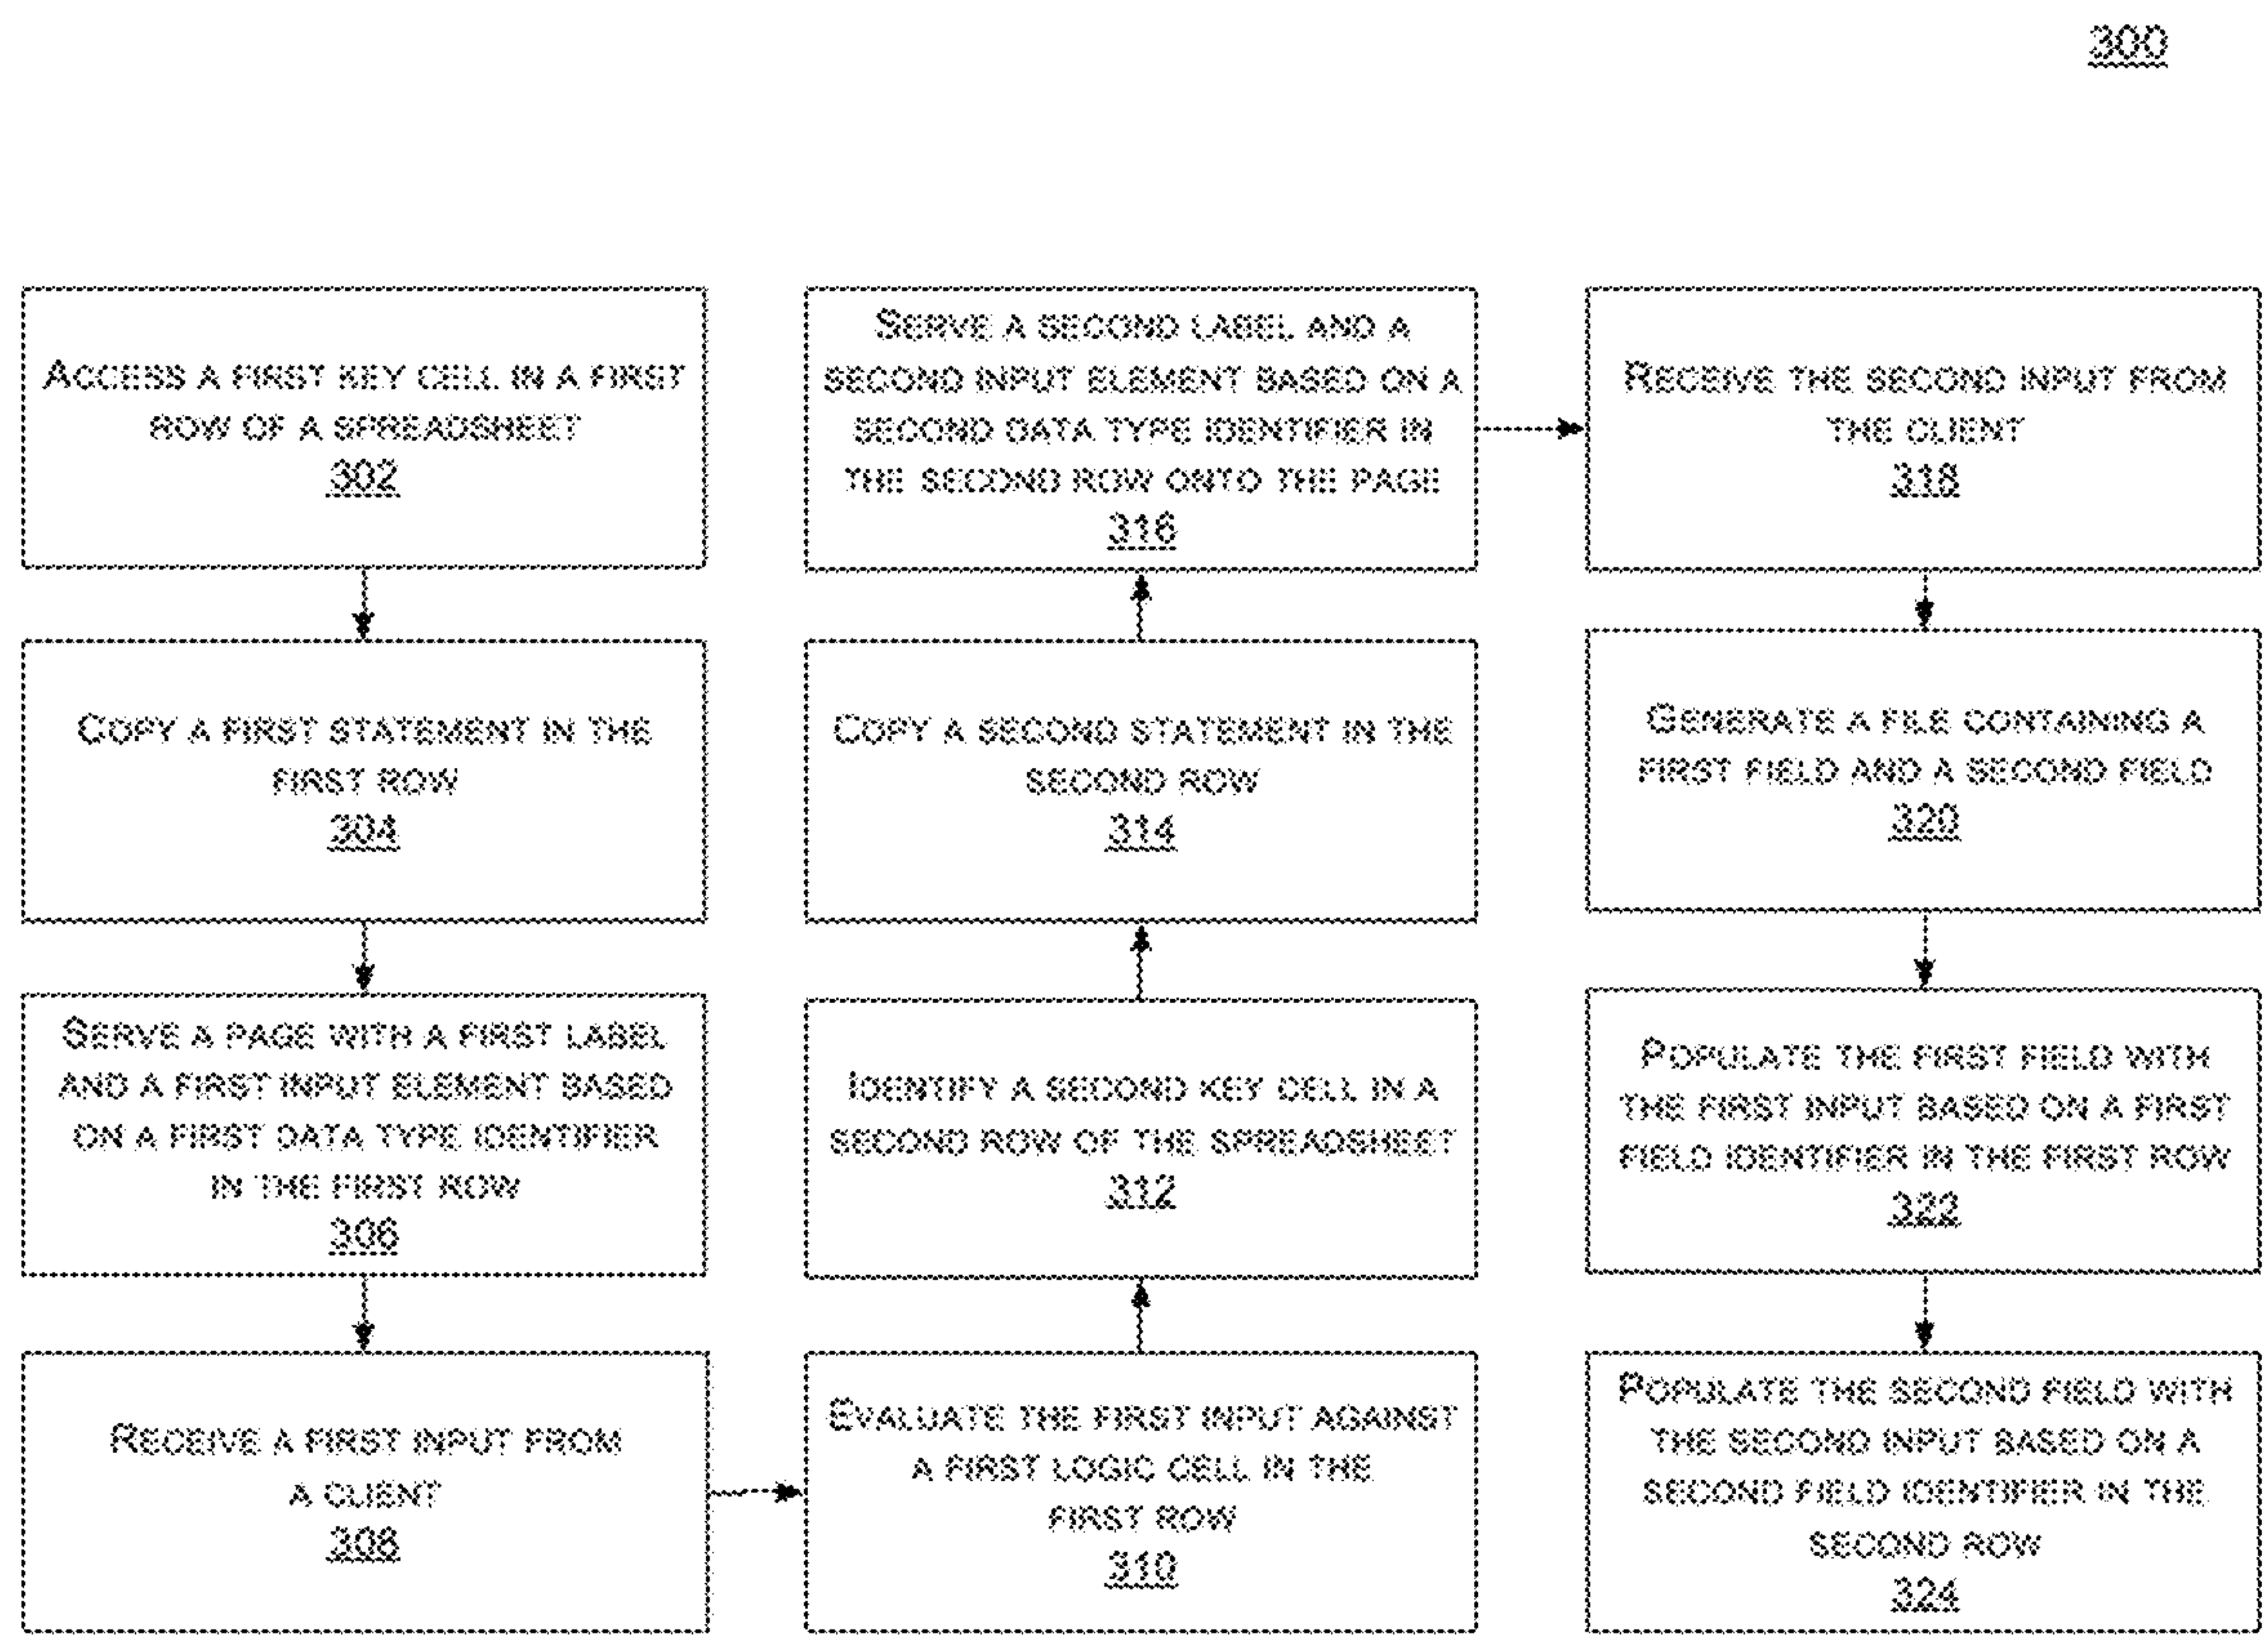 300
ACCESS A FIRST KEY CELL IN A FIRST
ROW OF A SPREADSHEET
302
COPY A FIRST STATEMENT IN THE
FIRST ROW
304
SERVE A PAGE WITH A FIRST LABEL
AND A FIRST INPUT ELEMENT BASED
ON A FIRST DATA TYPE IDENTIFIER
IN THE FIRST ROW
306
RECEIVE A FIRST INPUT FROM
A CLIENT
308
EVALUATE THE FIRST INPUT AGAINST
A FIRST LOGIC CELL IN THE
FIRST ROW
310
IDENTIFY A SECOND KEY CELL IN A
SECOND ROW OF THE SPREADSHEET
312
COPY A SECOND STATEMENT IN THE
SECOND ROW
314
SERVE A SECOND LABEL AND A
SECOND INPUT ELEMENT BASED ON A
SECOND DATA TYPE IDENTIFIER IN
THE SECOND ROW ONTO THE PAGE
316
RECEIVE THE SECOND INPUT FROM
THE CLIENT
318
GENERATE A FILE CONTAINING A
FIRST FIELD AND A SECOND FIELD
320
POPULATE THE FIRST FIELD WITH
THE FIRST INPUT BASED ON A FIRST
FIELD IDENTIFIER IN THE FIRST ROW
322
POPULATE THE SECOND FIELD WITH
THE SECOND INPUT BASED ON A
SECOND FIELD IDENTIFIER IN THE
SECOND ROW
324